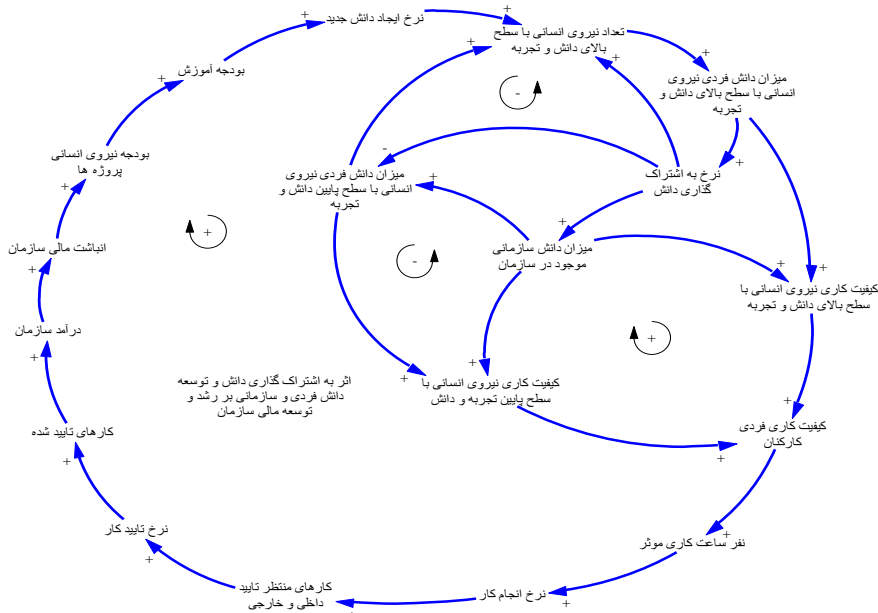 نرخ ایجاد دانش جدید
تعداد نیروی انسانی با سطح
بالای دانش و تجربه
میزان دانش فردی نیروی
انسانی با سطح بالای دانش و
تجربه
بودجه آموزش
بودجه نیروی انسانی
پروژه ها
میزان دانش فردی نیروی
انسانی با سطح پایین دانش و
تجربه
نرخ به اشتراک
گذاری دانش
انباشت مالی سازمان
میزان دانش سازمانی
موجود در سازمان
کیفیت کاری نیروی انسانی با
سطح بالای دانش و تجربه
درآمد سازمان
اثر به اشتراک گذاری دانش و توسعه
دانش فردی و سازمانی بر رشد و
توسعه مالی سازمان
کیفیت کاری نیروی انسانی با
سطح پایین تجربه و دانش
کارهای تایید شده
کیفیت کاری فردی
کارکنان
نرخ تایید کار
نفر ساعت کاری موثر
کارهای منتظر تایید
داخلی و خارجی
نرخ انجام کار